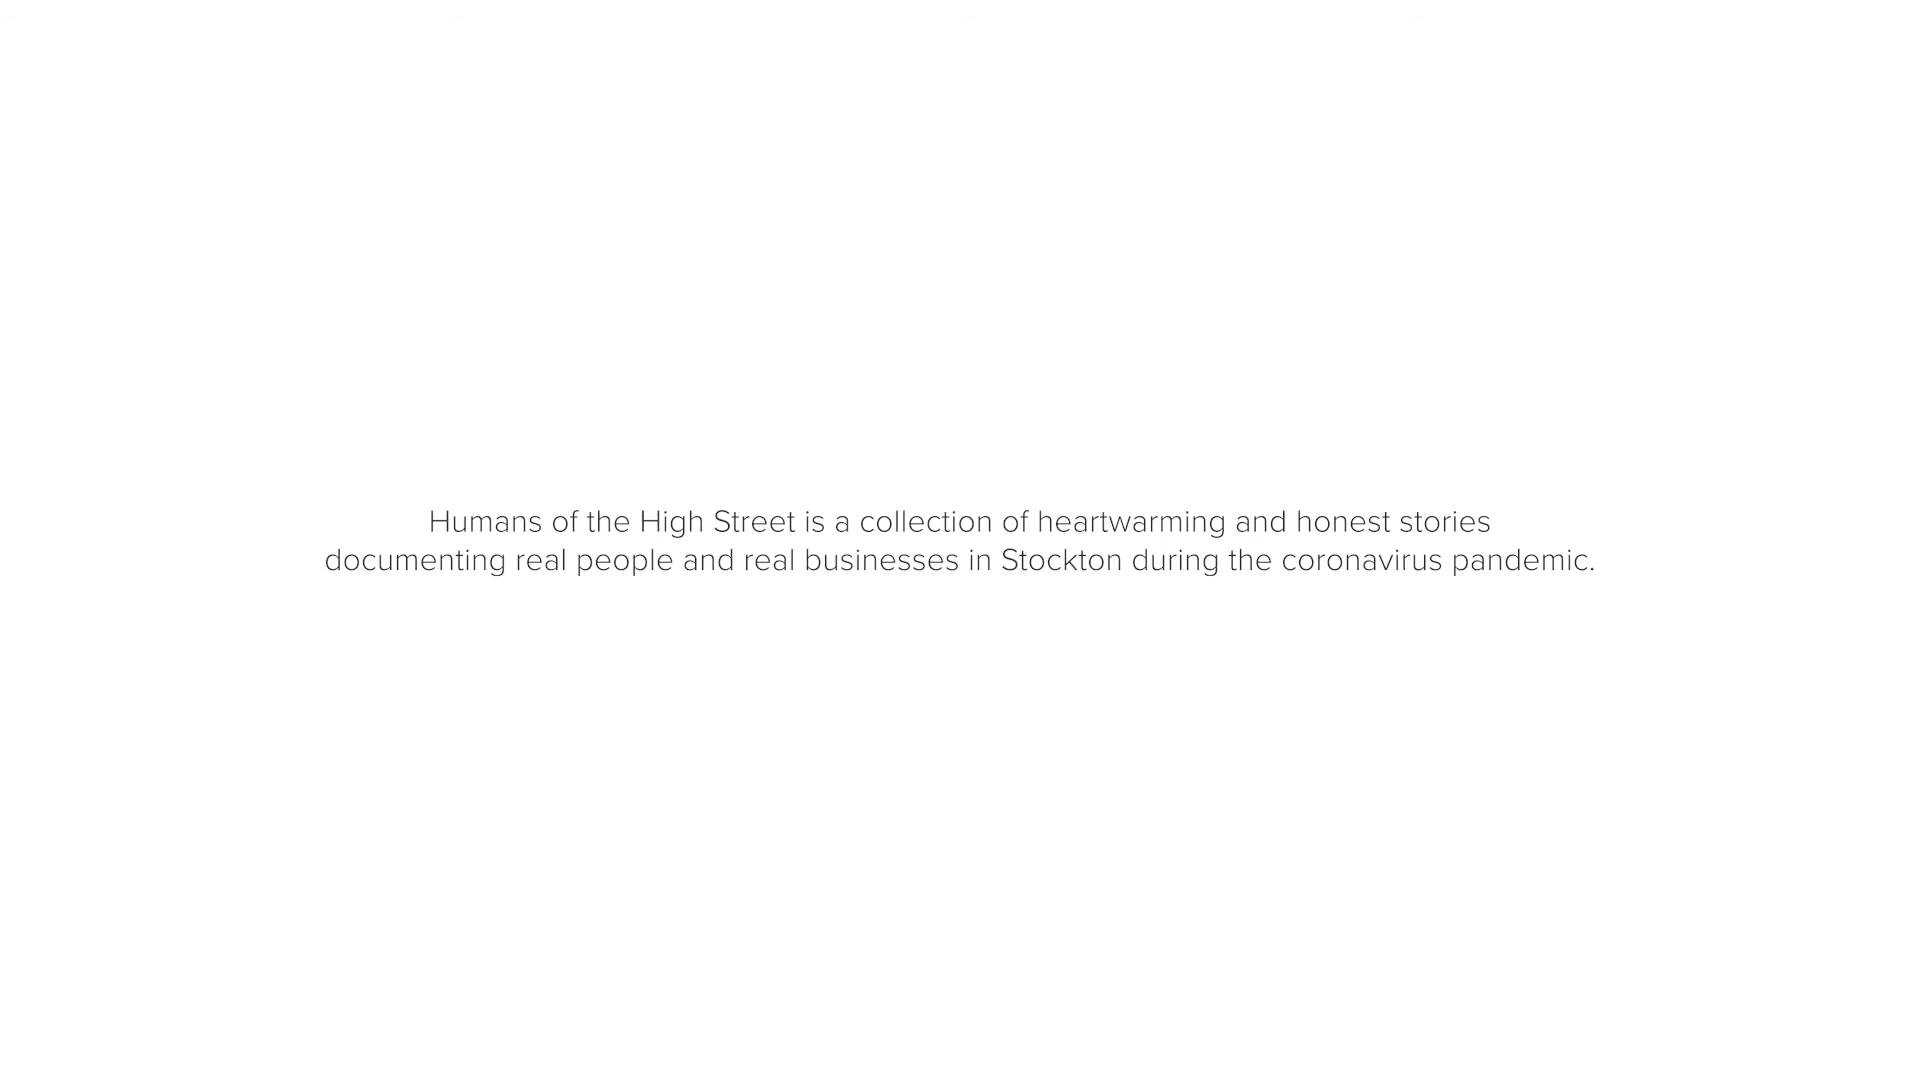 Humans of the High Street is a collection of heartwarming and honest stories
documenting real people and real businesses in Stockton during the coronavirus pandemic.